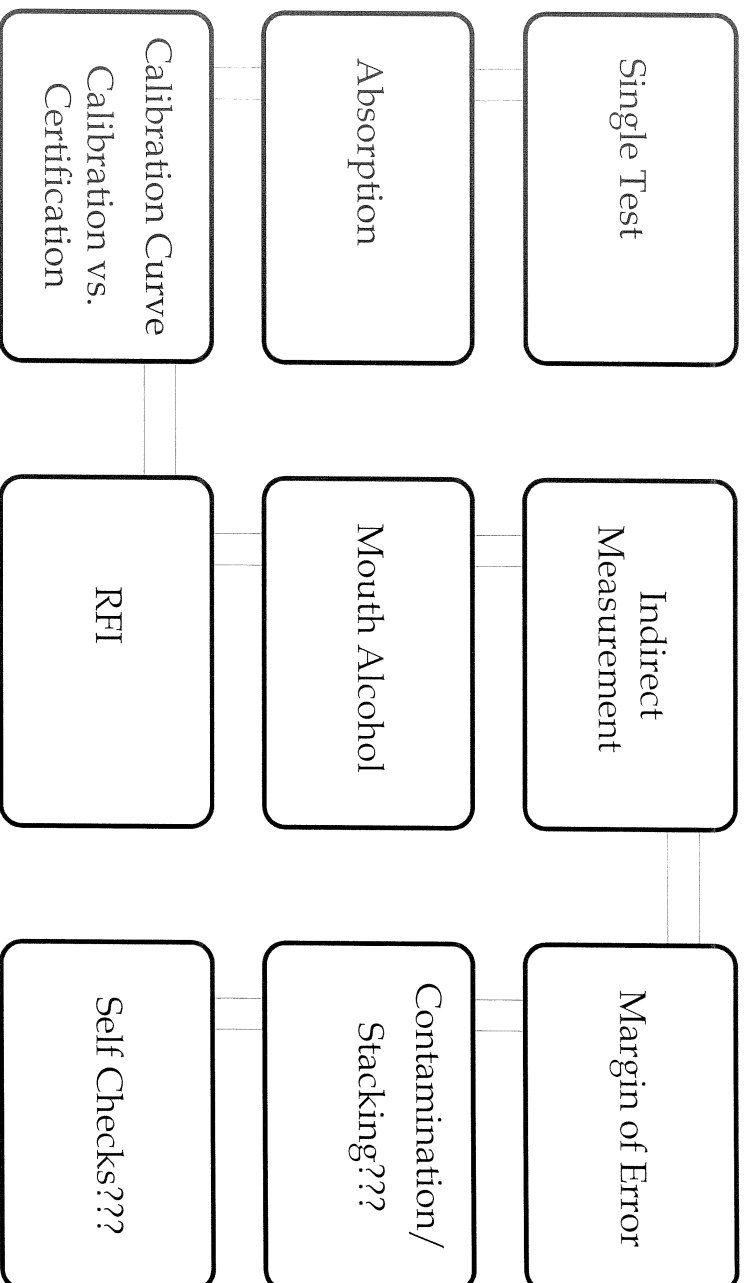 Single Test
Indirect
Measurement
Margin of Error
Absorption
Mouth Alcohol
Contamination/
Stacking???
Calibration Curve
Calibration vs.
Certification
RFI
Self Checks???